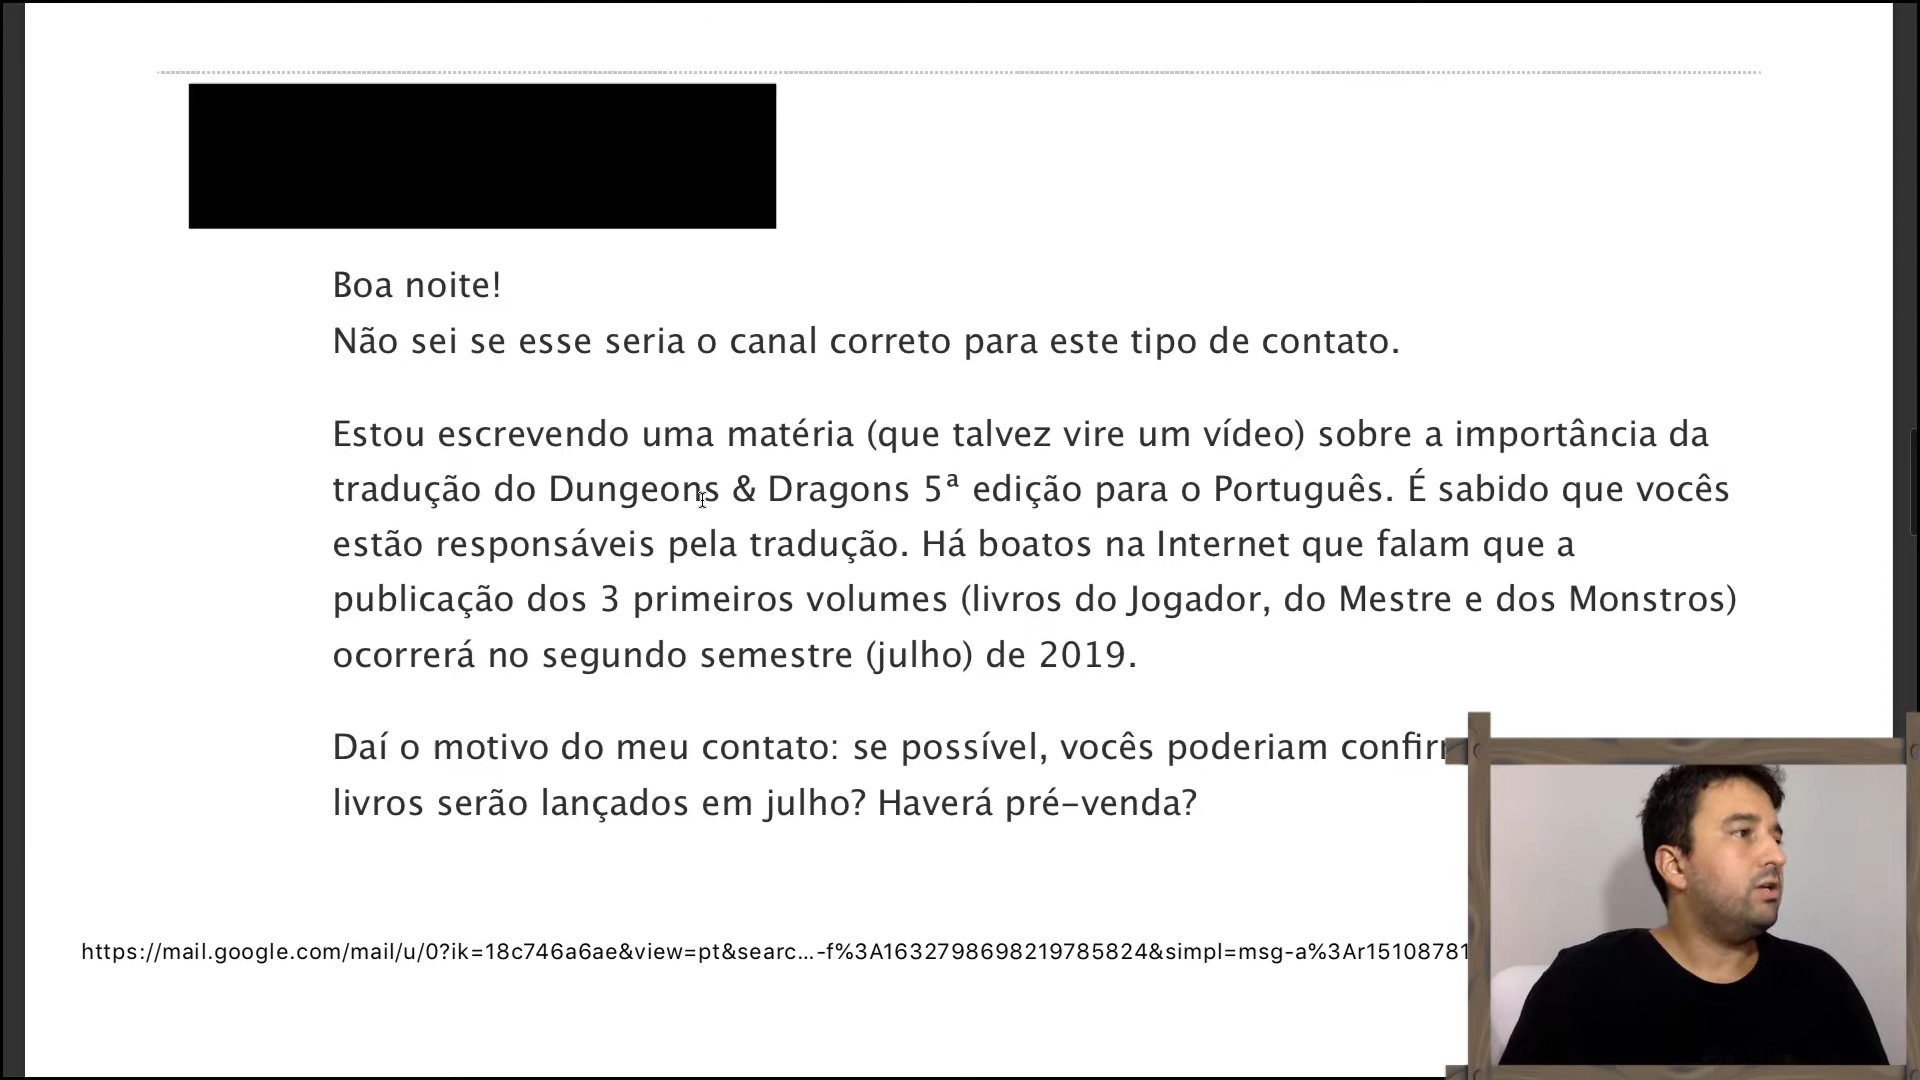 Boa noite!
Não sei se esse seria o canal correto para este tipo de contato.
Estou escrevendo uma matéria (que talvez vire um vídeo) sobre a importância da
tradução do Dungeons & Dragons 5ª edição para o Português. É sabido que vocês
estão responsáveis pela tradução. Há boatos na Internet que falam que a
publicação dos 3 primeiros volumes (livros do Jogador, do Mestre e dos Monstros)
ocorrerá no segundo semestre (julho) de 2019.
Daí o motivo do meu contato: se possível, vocês poderiam
livros serão lançados em julho? Haverá pré-venda?
https://mail.google.com/mail/u/0?ik=18c746a6ae&view=pt&searc...-f%3A1632798698219785824&simpl=msg-a%3Ar15108781